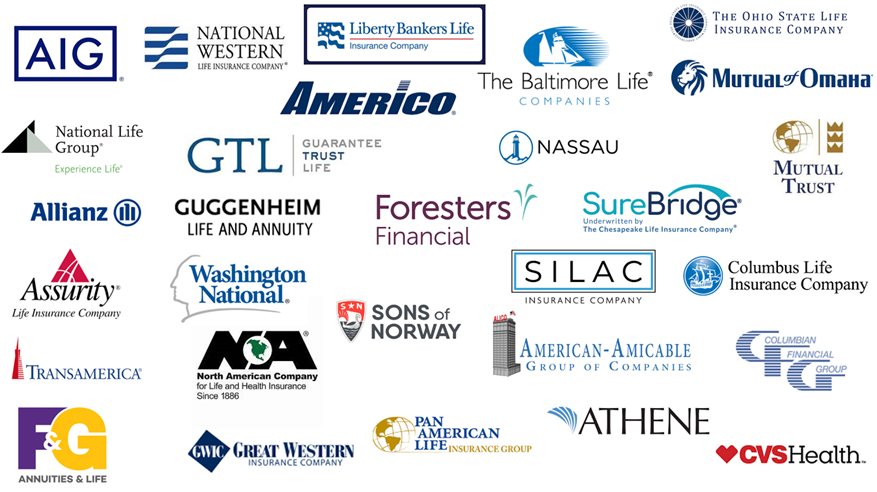 AIG®
NATIONAL
WESTERN
LIFE INSURANCE COMPANY®
Liberty Bankers Life
Insurance Company
THE OHIO STATE LIFE
INSURANCE COMPANY
The Baltimore Life®
COMPANIES
MUTUAL of OMAHA
AMERICO®
National Life
Group®
Experience Life®
GTL
GUARANTEE
TRUST
LIFE
NASSAU
MUTUAL
TRUST
Allianz
GUGGENHEIM
LIFE AND ANNUITY
Foresters
Financial
SureBridge®
Underwritten by
The Chesapeake Life Insurance Company®
Assurity®
Life Insurance Company
Washington
National®
SILAC
INSURANCE COMPANY
Columbus Life
Insurance Company
S N
SONS of
NORWAY
TRANSAMERICA®
NA®
North American Company
for Life and Health Insurance
Since 1886
ALICO
AMERICAN-AMICABLE
GROUP OF COMPANIES
COLUMBIAN
FINANCIAL
GROUP
F&G
ANNUITIES & LIFE
GWIC
GREAT WESTERN
INSURANCE COMPANY
PAN
AMERICAN
LIFE INSURANCE GROUP
ATHENE
CVSHealth™